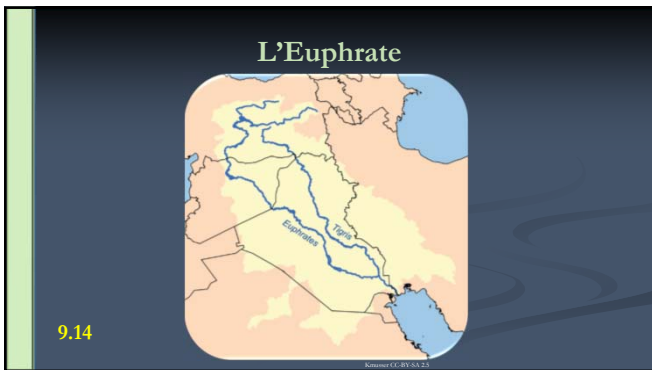 L’Euphrate
Tigris
Euphrates
9.14
Kmusser CC-BY-SA 2.5